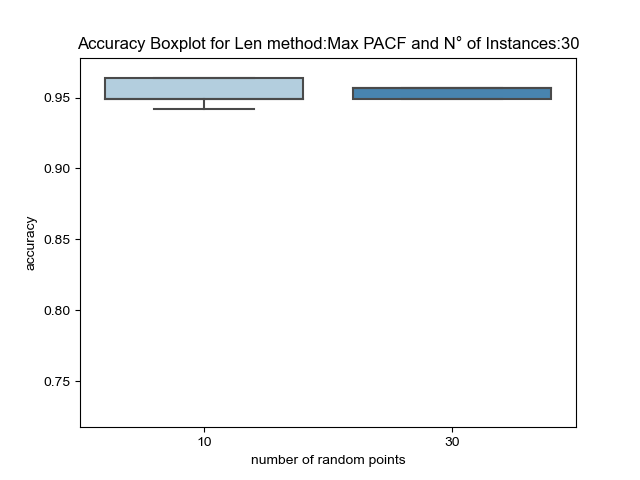 Accuracy Boxplot for Len method:Max PACF and N° of Instances:30
0.95
0.90
0.85
0.80
0.75
accuracy
10 30
number of random points